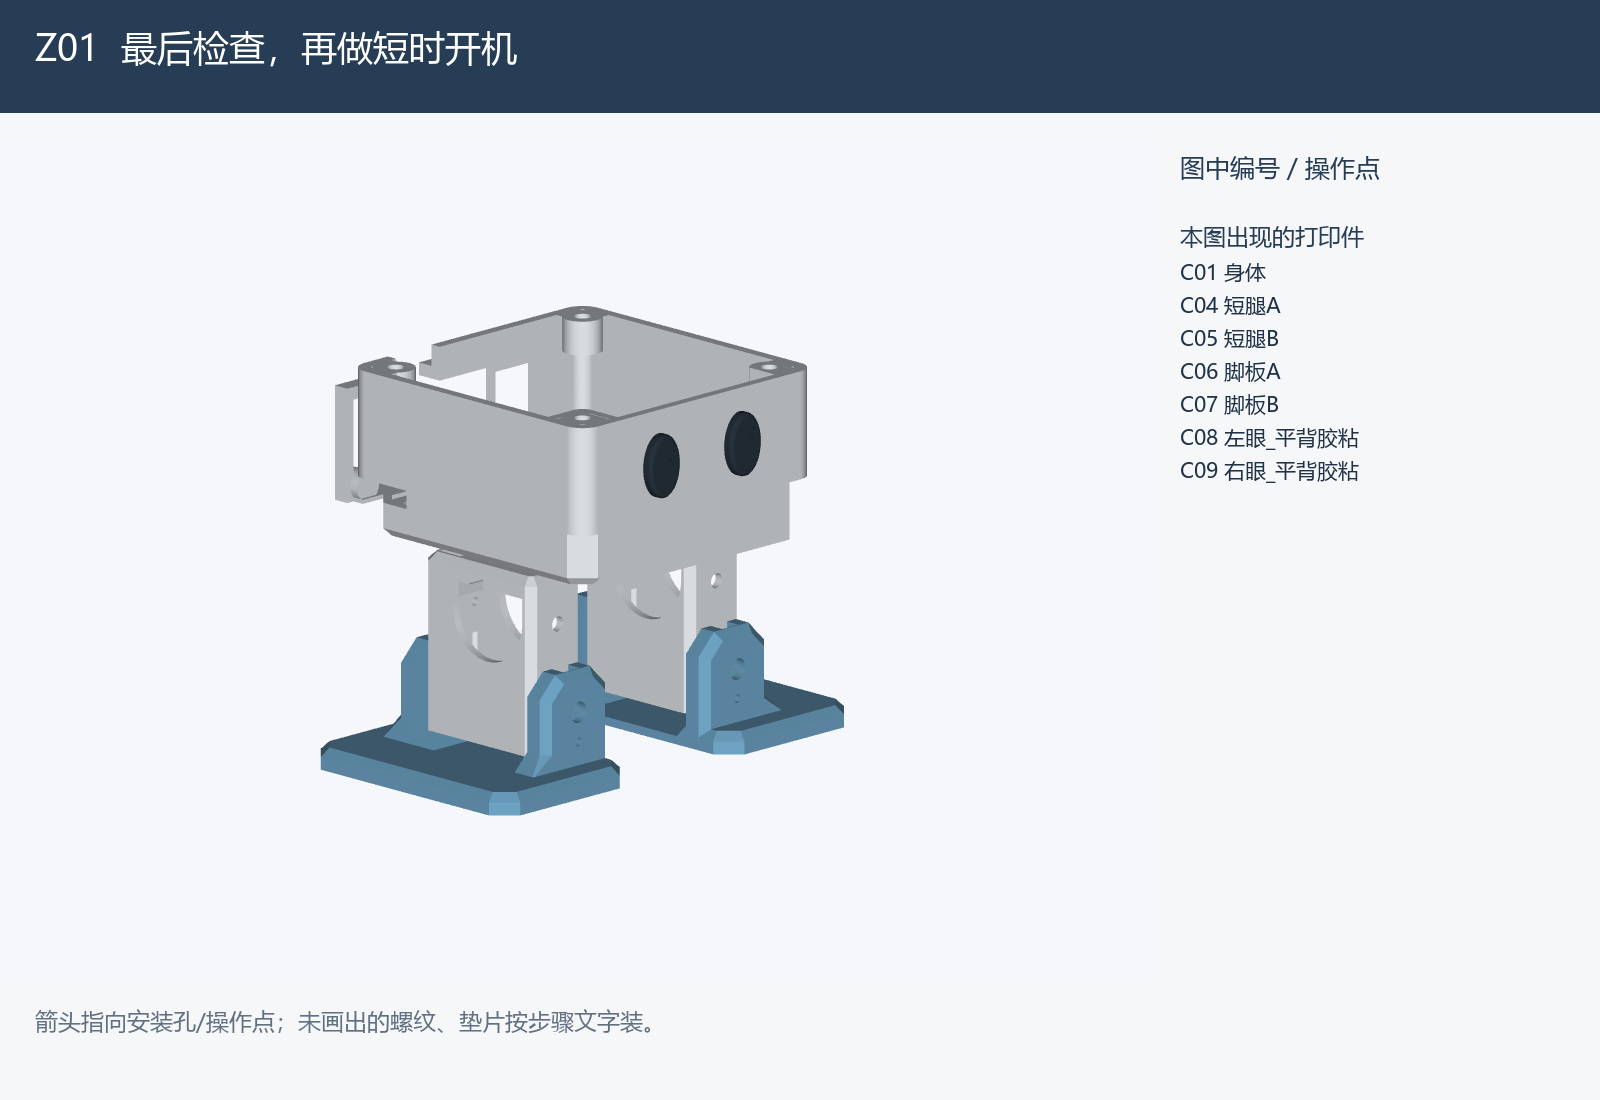 Z01 最后检查，再做短时开机
图中编号 / 操作点
本图出现的打印件
C01 身体
C04 短腿A
C05 短腿B
C06 脚板A
C07 脚板B
C08 左眼_平背胶粘
C09 右眼_平背胶粘
箭头指向安装孔/操作点；未画出的螺纹、垫片按步骤文字装。